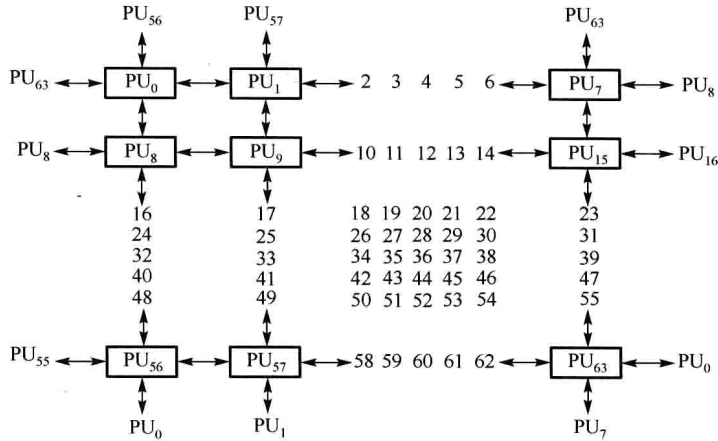 PU₅₆ PU₅₇ PU₆₃
PU₆₃ PU₀ PU₁ 2 3 4 5 6 PU₇ PU₈
PU₈ PU₈ PU₉ 10 11 12 13 14 PU₁₅ PU₁₆
16 17 18 19 20 21 22 23
24 25 26 27 28 29 30 31
32 33 34 35 36 37 38 39
40 41 42 43 44 45 46 47
48 49 50 51 52 53 54 55
PU₅₅ PU₅₆ PU₅₇ 58 59 60 61 62 PU₆₃ PU₀
PU₀ PU₁ PU₇